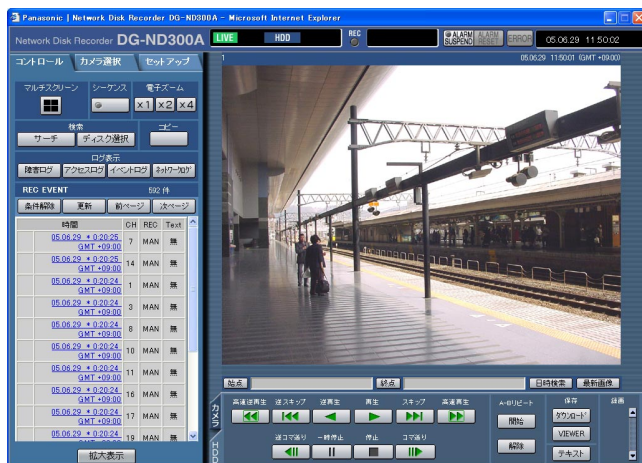 Panasonic | Network Disk Recorder DG-ND300A - Microsoft Internet Explorer
Network Disk Recorder DG-ND300A
LIVE HDD REC ALARM SUSPEND ALARM RESET ERROR 05.06.29 11:50:02
コントロール カメラ選択 セットアップ
1 05.06.29 11:50:01 (GMT +09:00)
マルチスクリーン シーケンス 電子ズーム
x1 x2 x4
検索 コピー
サーチ ディスク選択
ログ表示
障害ログ アクセスログ イベントログ ネットワークログ
REC EVENT 592 件
条件解除 更新 前ページ 次ページ
時間 CH REC Text
05.06.29 * 0:20:25 GMT +09:00 7 MAN 無
05.06.29 * 0:20:25 GMT +09:00 14 MAN 無
05.06.29 * 0:20:24 GMT +09:00 1 MAN 無
05.06.29 * 0:20:24 GMT +09:00 3 MAN 無
05.06.29 * 0:20:24 GMT +09:00 8 MAN 無
05.06.29 * 0:20:24 GMT +09:00 10 MAN 無
05.06.29 * 0:20:24 GMT +09:00 11 MAN 無
05.06.29 * 0:20:24 GMT +09:00 16 MAN 無
05.06.29 * 0:20:24 GMT +09:00 17 MAN 無
05.06.29 * 0:20:24 19 MAN 無
拡大表示
始点 終点 日時検索 最新画像
カメラ
HDD
高速逆再生 逆スキップ 逆再生 再生 スキップ 高速再生
逆コマ送り 一時停止 停止 コマ送り
A-Bリピート
開始
解除
保存
ダウンロード
VIEWER
テキスト
録画